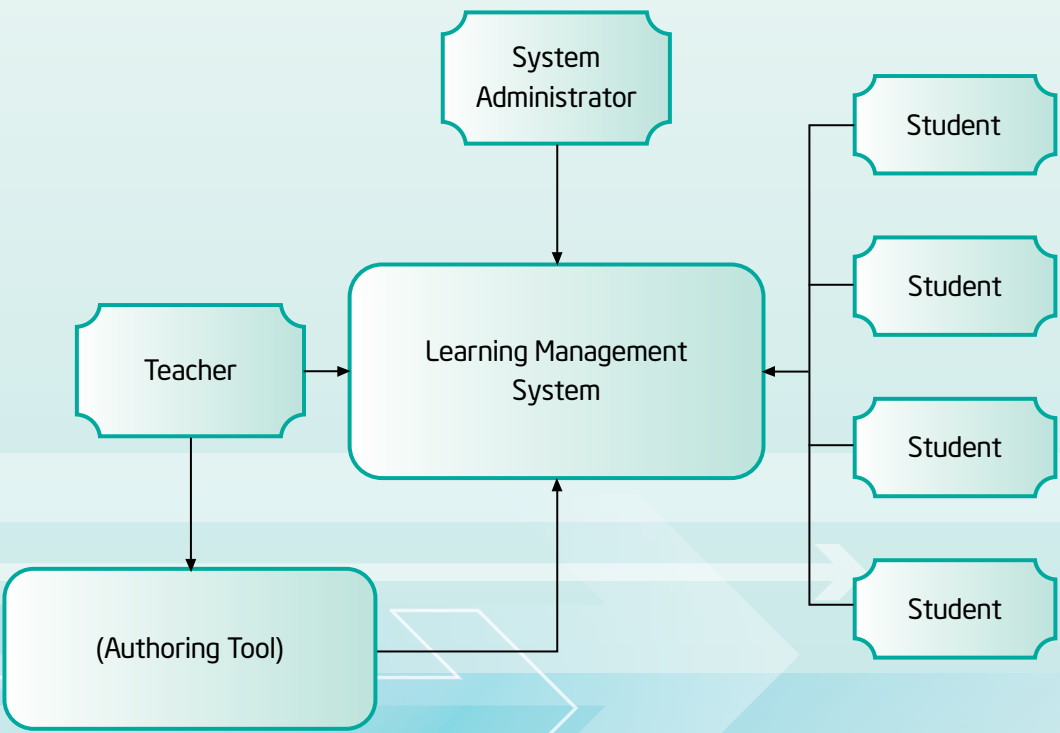 System
Administrator
Student
Student
Learning Management
System
Teacher
Student
(Authoring Tool)
Student